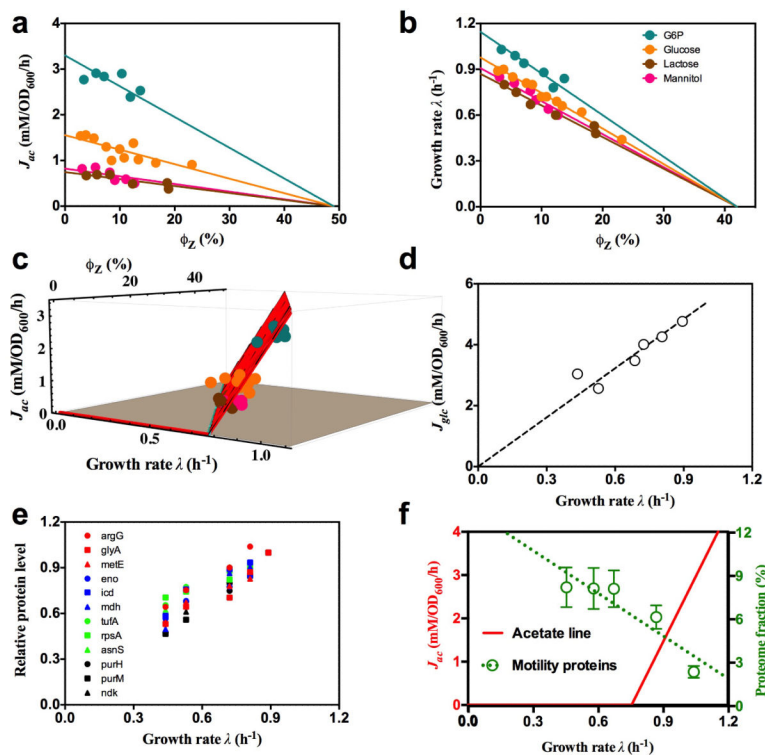 a
J_ac (mM/OD600/h)
4
3
2
1
0
0 10 20 30 40 50
ϕZ (%)
b
Growth rate λ (h⁻¹)
1.2
0.9
0.6
0.3
0.0
0 10 20 30 40 50
ϕZ (%)
G6P
Glucose
Lactose
Mannitol
c
ϕZ (%)
0 20 40
J_ac (mM/OD600/h)
3
2
1
0
0.0 0.5 1.0
Growth rate λ (h⁻¹)
d
J_glc (mM/OD600/h)
6
4
2
0
0.0 0.3 0.6 0.9 1.2
Growth rate λ (h⁻¹)
e
Relative protein level
1.2
0.9
0.6
0.3
0.0
argG
glyA
metE
eno
icd
mdh
tufA
rpsA
asnS
purH
purM
ndk
0.0 0.3 0.6 0.9 1.2
Growth rate λ (h⁻¹)
f
J_ac (mM/OD600/h)
4
3
2
1
0
Acetate line
Motility proteins
12
9
6
3
0
Proteome fraction (%)
0.0 0.3 0.6 0.9 1.2
Growth rate λ (h⁻¹)